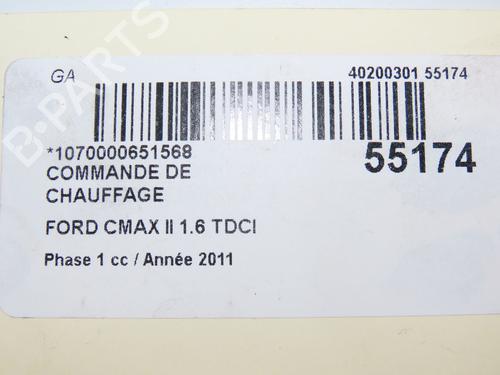 GA
40200301 55174
*1070000651568
55174
COMMANDE DE
CHAUFFAGE
FORD CMAX II 1.6 TDCI
Phase 1 cc / Année 2011
B-PARTS